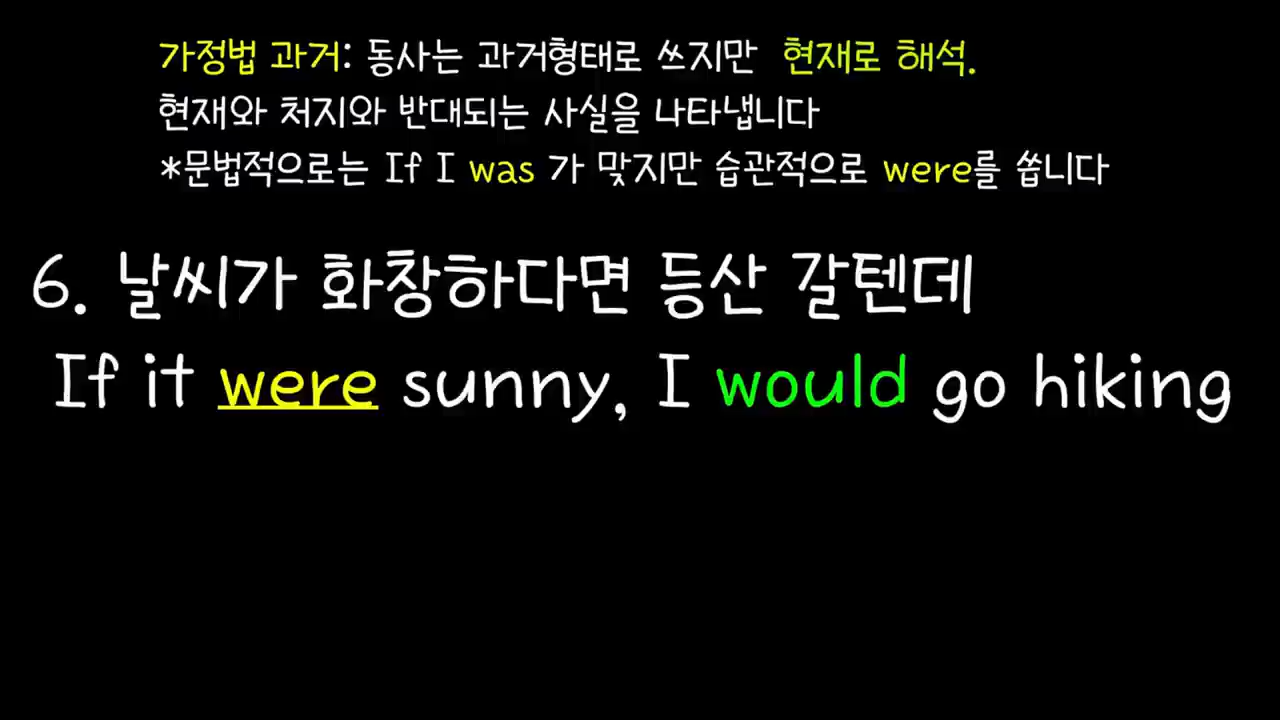 가정법 과거: 동사는 과거형태로 쓰지만 현재로 해석.
현재와 처지와 반대되는 사실을 나타냅니다
*문법적으로는 If I was 가 맞지만 습관적으로 were를 씁니다
6. 날씨가 화창하다면 등산 갈텐데
If it were sunny, I would go hiking